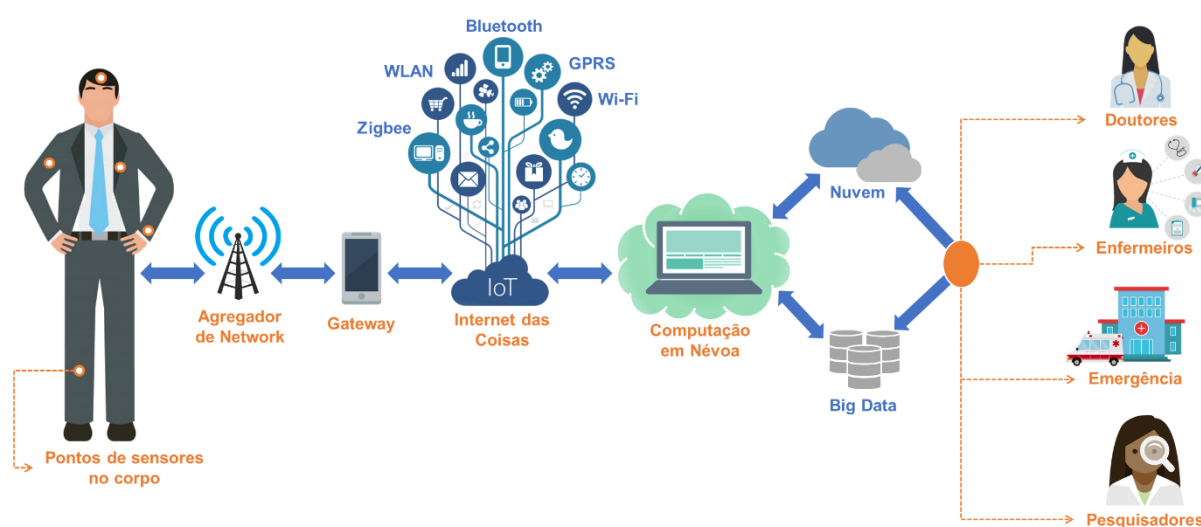 Bluetooth
WLAN
GPRS
Wi-Fi
Zigbee
IoT
Agregador
de Network
Gateway
Internet das
Coisas
Computação
em Névoa
Nuvem
Big Data
Doutores
Enfermeiros
Emergência
Pesquisadores
Pontos de sensores
no corpo